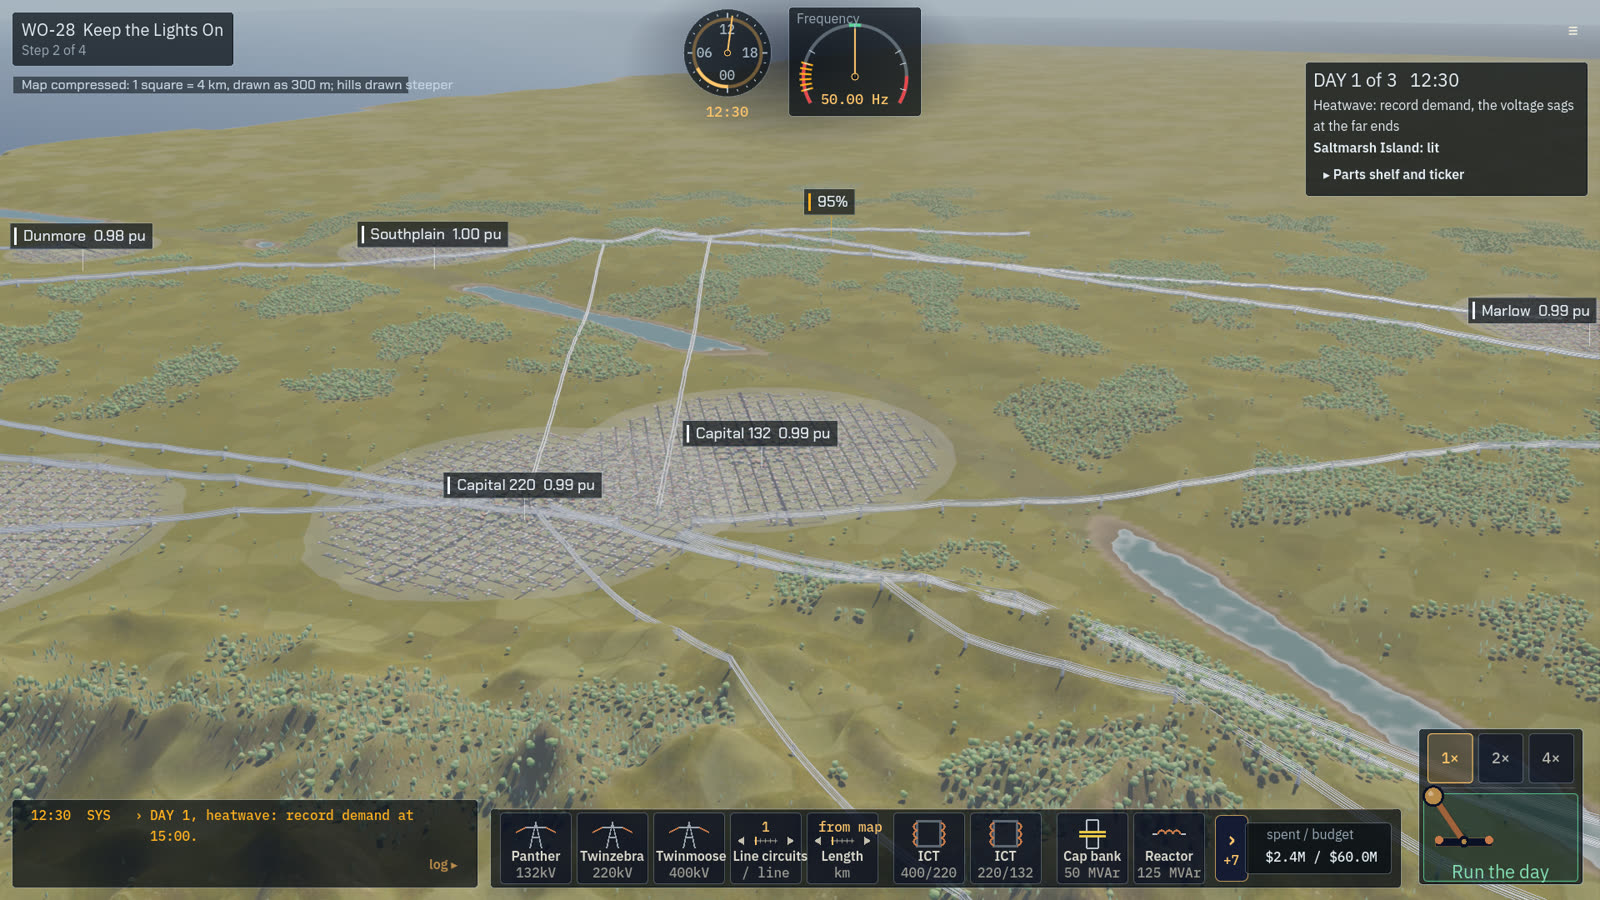 WO-28 Keep the Lights On
Step 2 of 4
Map compressed: 1 square = 4 km, drawn as 300 m; hills drawn steeper
12
06
18
00
12:30
Frequency
50.00 Hz
DAY 1 of 3 12:30
Heatwave: record demand, the voltage sags
at the far ends
Saltmarsh Island: lit
▸ Parts shelf and ticker
Dunmore 0.98 pu
Southplain 1.00 pu
95%
Marlow 0.99 pu
Capital 132 0.99 pu
Capital 220 0.99 pu
12:30 SYS › DAY 1, heatwave: record demand at
15:00.
log ▸
Panther
132kV
Twinzebra
220kV
Twinmoose
400kV
1
Line circuits
/ line
from map
Length
km
ICT
400/220
ICT
220/132
Cap bank
50 MVAr
Reactor
125 MVAr
›
+7
spent / budget
$2.4M / $60.0M
1×
2×
4×
Run the day